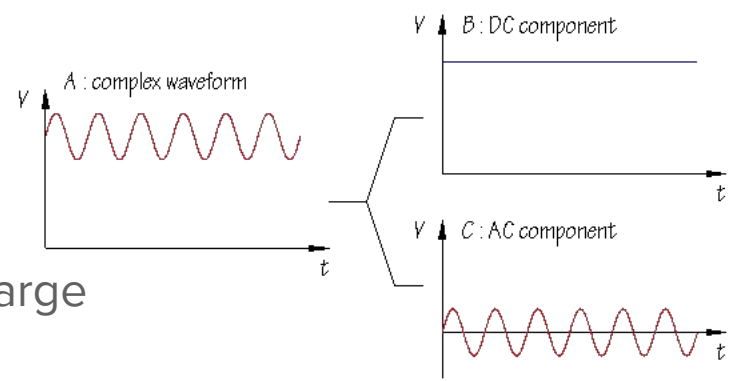 A : complex waveform
V
t
arge
V
B : DC component
t
V
C : AC component
t